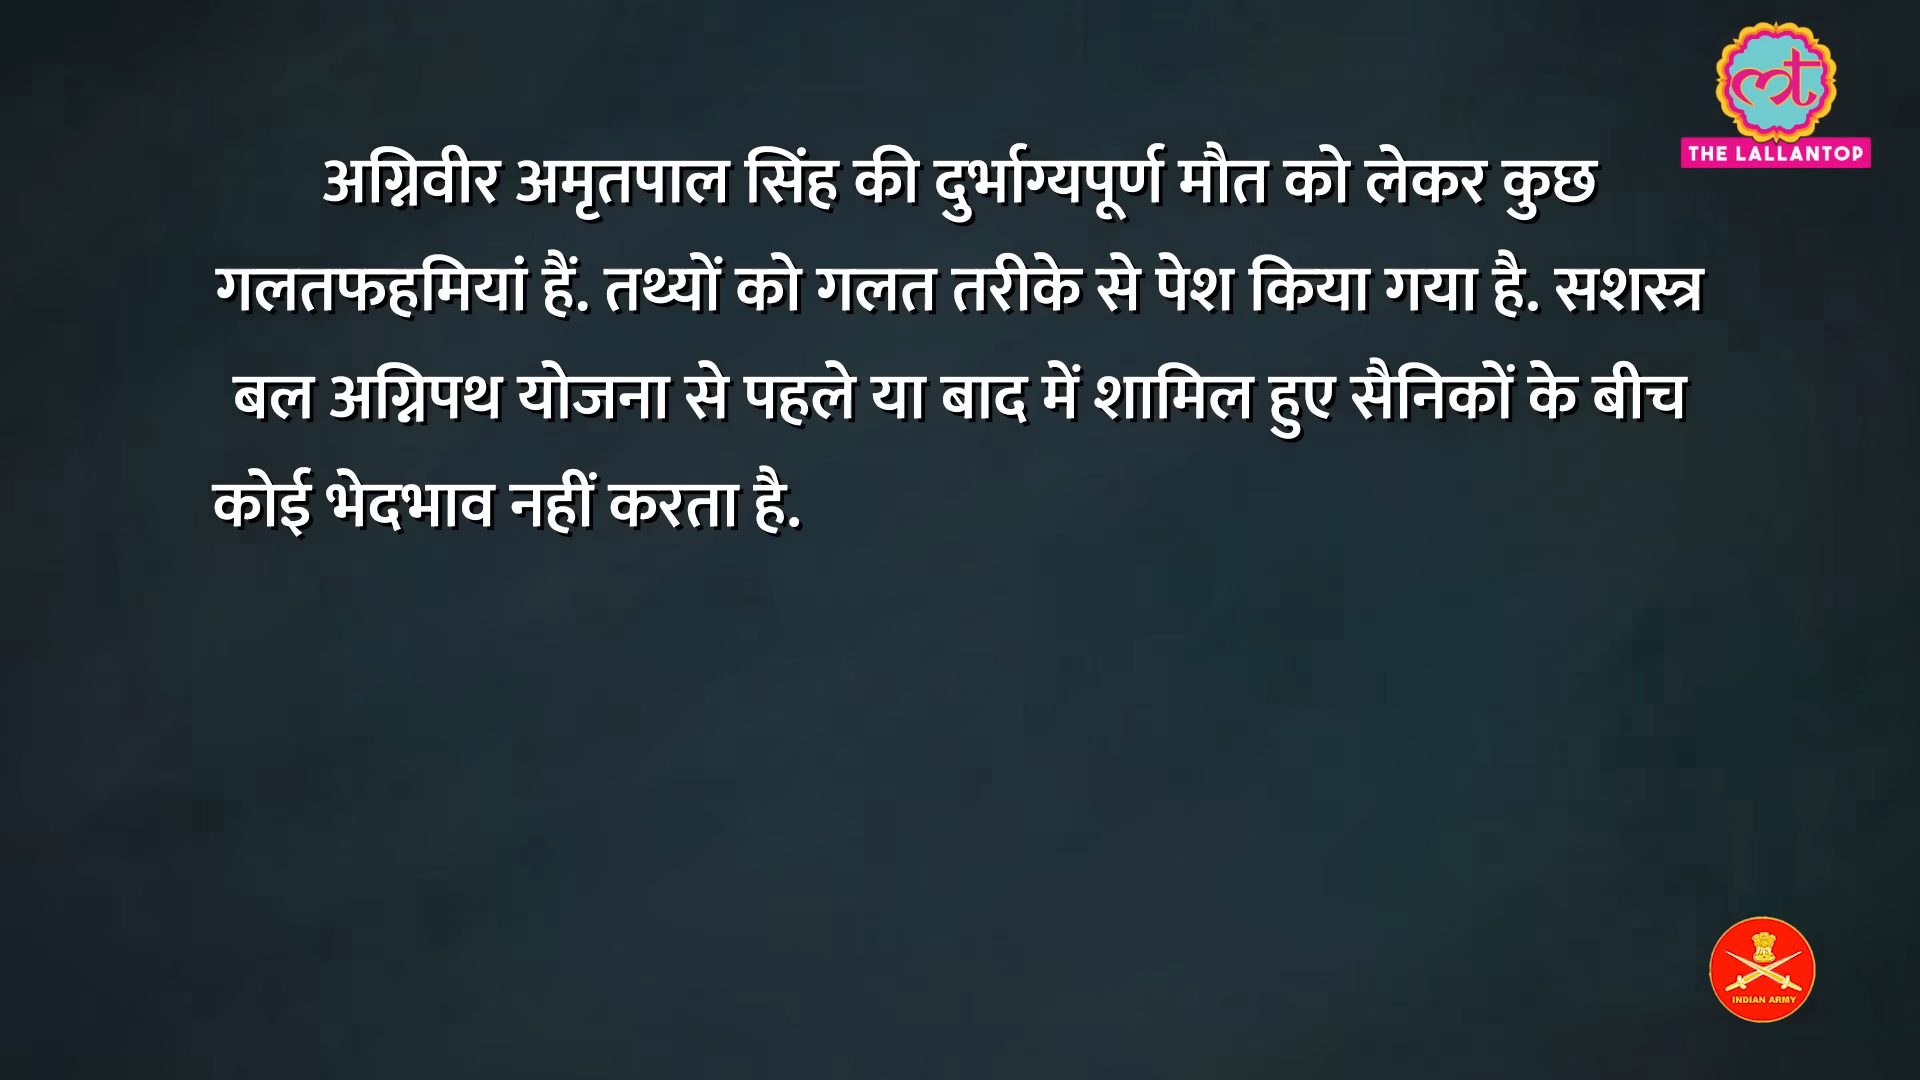 लT
THE LALLANTOP
अग्निवीर अमृतपाल सिंह की दुर्भाग्यपूर्ण मौत को लेकर कुछ
गलतफहमियां हैं. तथ्यों को गलत तरीके से पेश किया गया है. सशस्त्र
बल अग्निपथ योजना से पहले या बाद में शामिल हुए सैनिकों के बीच
कोई भेदभाव नहीं करता है.
INDIAN ARMY